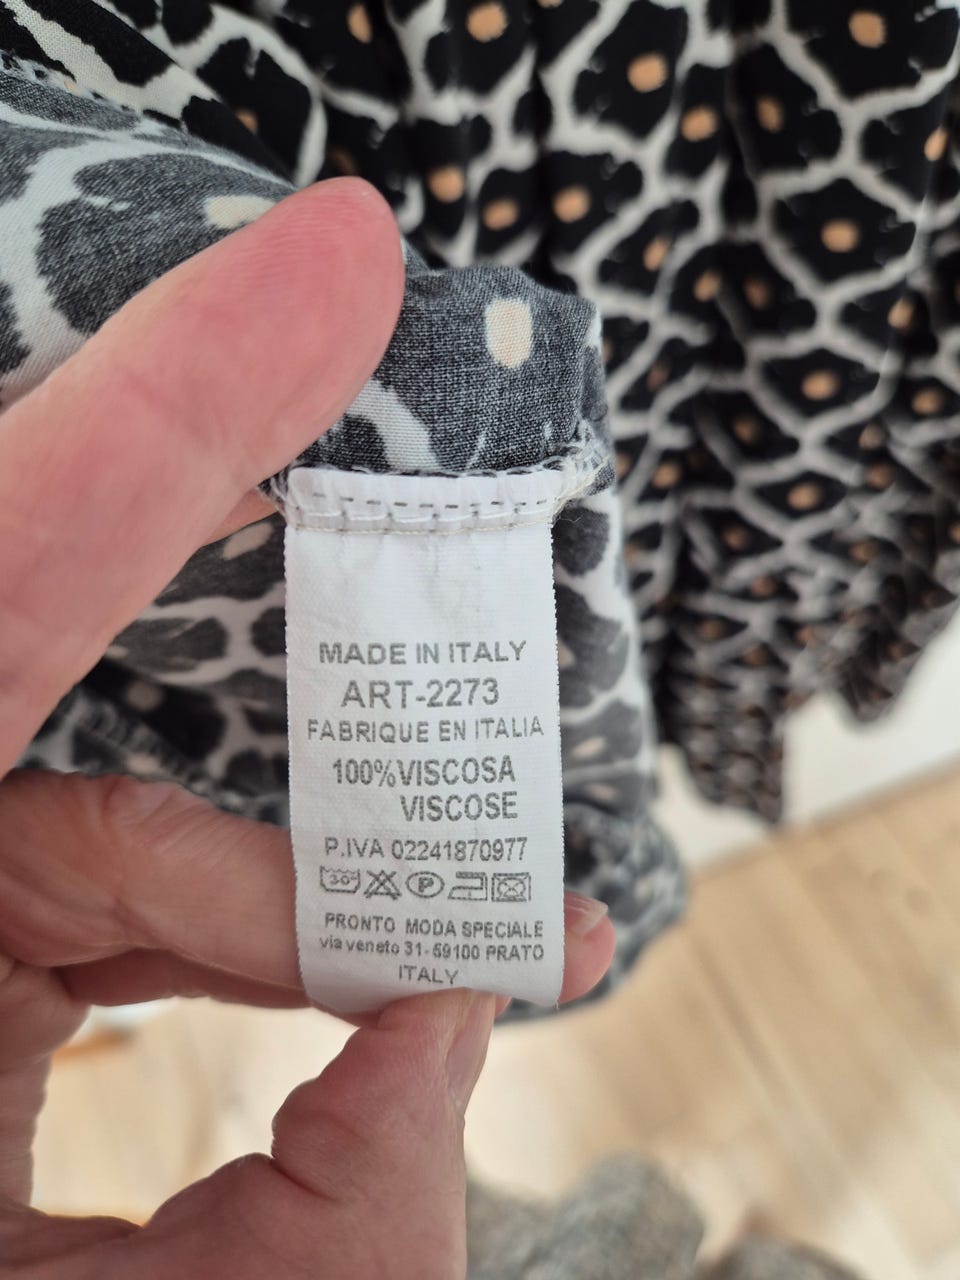 MADE IN ITALY
ART-2273
FABRIQUE EN ITALIA
100%VISCOSA
VISCOSE
P.IVA 02241870977
30° P
PRONTO MODA SPECIALE
via veneto 31-59100 PRATO
ITALY